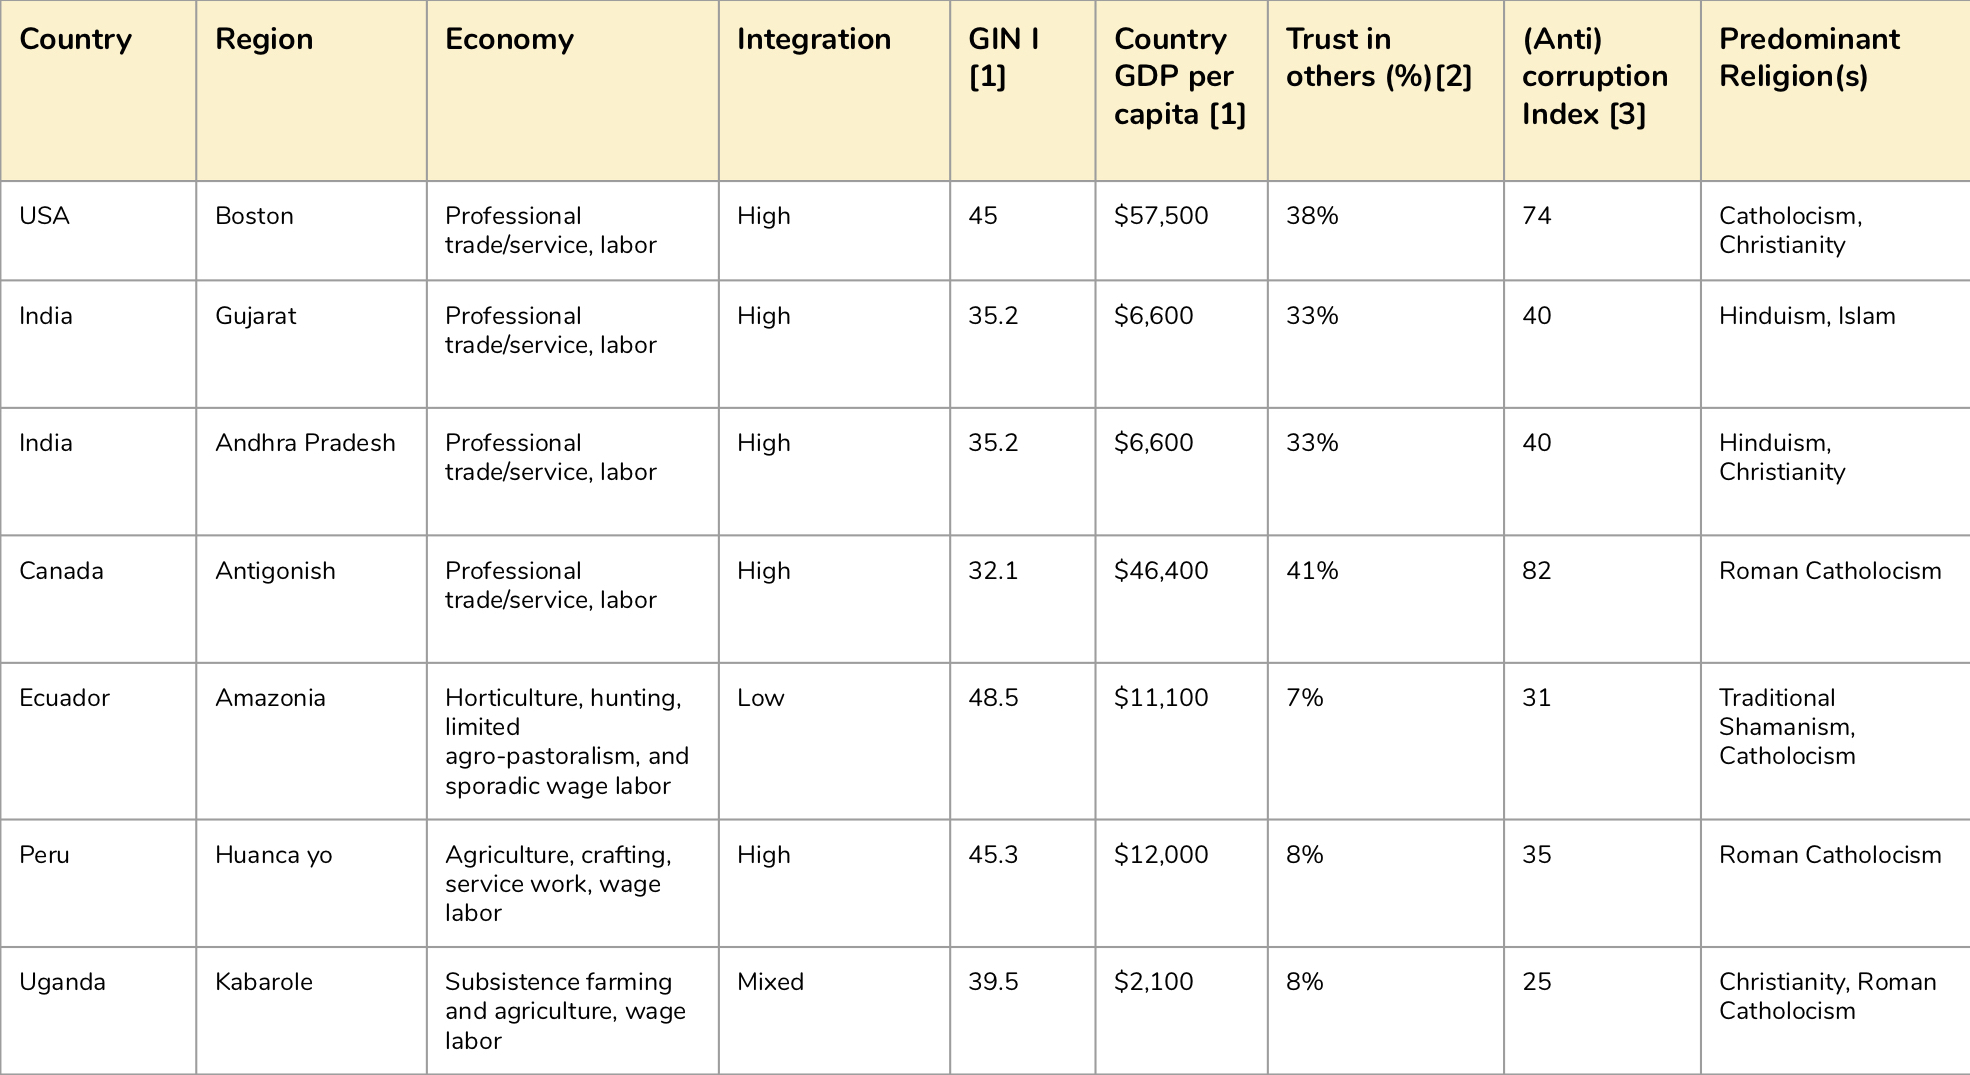 Country
Region
Economy
Integration
GIN I
[1]
Country
GDP per
capita [1]
Trust in
others (%)[2]
(Anti)
corruption
Index [3]
Predominant
Religion(s)
USA
Boston
Professional
trade/service, labor
High
45
$57,500
38%
74
Catholocism,
Christianity
India
Gujarat
Professional
trade/service, labor
High
35.2
$6,600
33%
40
Hinduism, Islam
India
Andhra Pradesh
Professional
trade/service, labor
High
35.2
$6,600
33%
40
Hinduism,
Christianity
Canada
Antigonish
Professional
trade/service, labor
High
32.1
$46,400
41%
82
Roman Catholocism
Ecuador
Amazonia
Horticulture, hunting,
limited
agro-pastoralism, and
sporadic wage labor
Low
48.5
$11,100
7%
31
Traditional
Shamanism,
Catholocism
Peru
Huanca yo
Agriculture, crafting,
service work, wage
labor
High
45.3
$12,000
8%
35
Roman Catholocism
Uganda
Kabarole
Subsistence farming
and agriculture, wage
labor
Mixed
39.5
$2,100
8%
25
Christianity, Roman
Catholocism